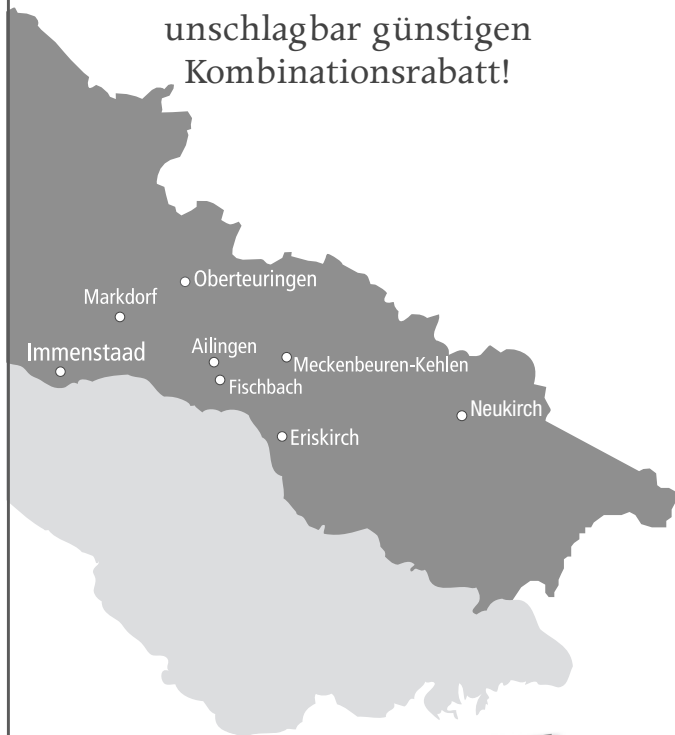 unschlagbar günstigen
Kombinationsrabatt!
Oberteuringen
Markdorf
Immenstaad
Ailingen
Meckenbeuren-Kehlen
Fischbach
Neukirch
Eriskirch